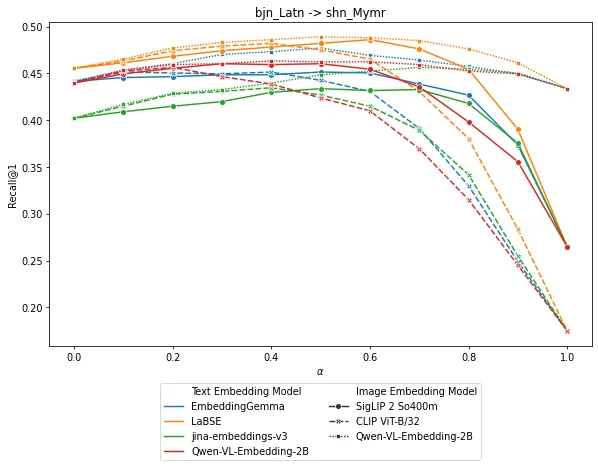 bjn_Latn -> shn_Mymr
0.50
0.45
0.40
0.35
0.30
0.25
0.20
Recall@1
0.0 0.2 0.4 0.6 0.8 1.0
α
Text Embedding Model Image Embedding Model
EmbeddingGemma SigLIP 2 So400m
LaBSE CLIP ViT-B/32
jina-embeddings-v3 Qwen-VL-Embedding-2B
Qwen-VL-Embedding-2B